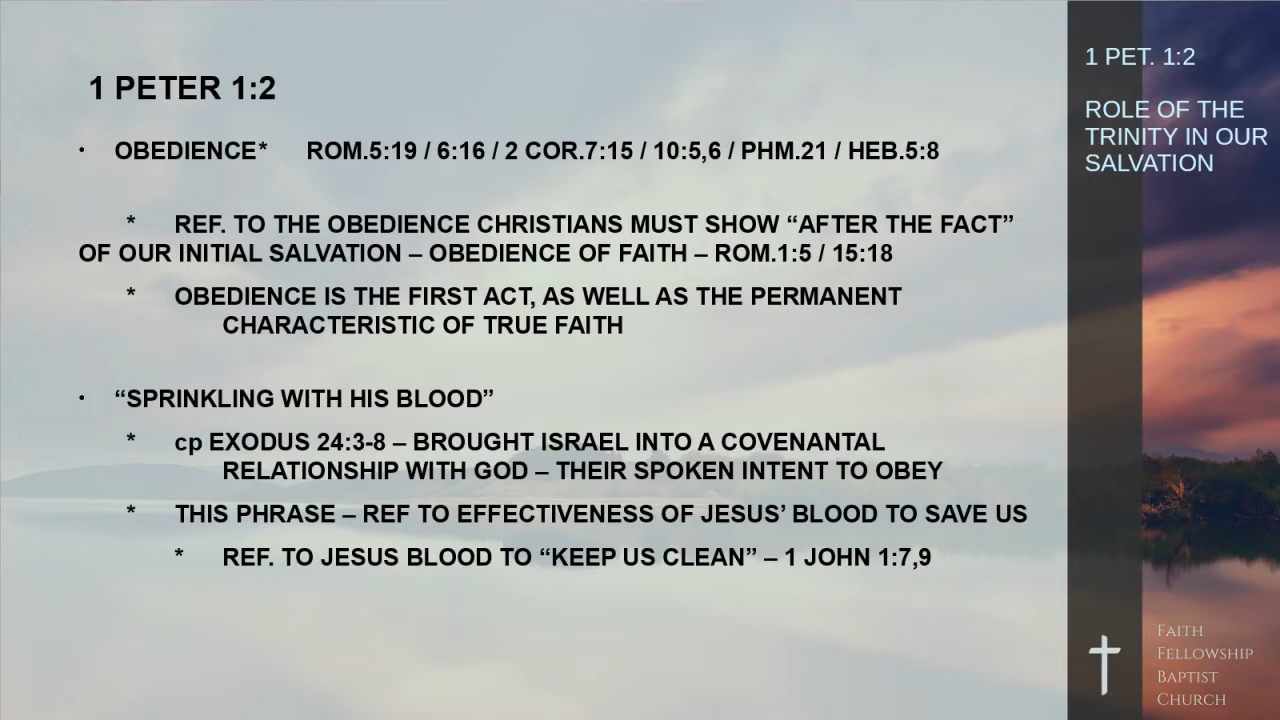 1 PETER 1:2
• OBEDIENCE* ROM.5:19 / 6:16 / 2 COR.7:15 / 10:5,6 / PHM.21 / HEB.5:8
* REF. TO THE OBEDIENCE CHRISTIANS MUST SHOW “AFTER THE FACT”
OF OUR INITIAL SALVATION – OBEDIENCE OF FAITH – ROM.1:5 / 15:18
* OBEDIENCE IS THE FIRST ACT, AS WELL AS THE PERMANENT
CHARACTERISTIC OF TRUE FAITH
• “SPRINKLING WITH HIS BLOOD”
* cp EXODUS 24:3-8 – BROUGHT ISRAEL INTO A COVENANTAL
RELATIONSHIP WITH GOD – THEIR SPOKEN INTENT TO OBEY
* THIS PHRASE – REF TO EFFECTIVENESS OF JESUS’ BLOOD TO SAVE US
* REF. TO JESUS BLOOD TO “KEEP US CLEAN” – 1 JOHN 1:7,9
1 PET. 1:2
ROLE OF THE
TRINITY IN OUR
SALVATION
FAITH
FELLOWSHIP
BAPTIST
CHURCH